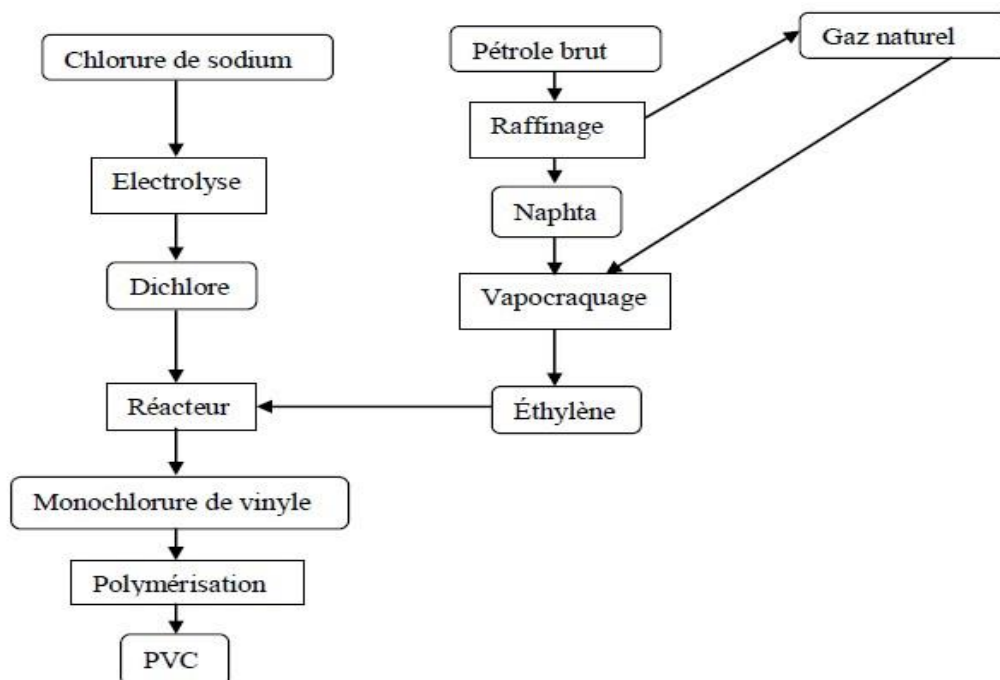 Chlorure de sodium
Pétrole brut
Gaz naturel
Raffinage
Electrolyse
Naphta
Dichlore
Vapocraquage
Réacteur
Éthylène
Monochlorure de vinyle
Polymérisation
PVC